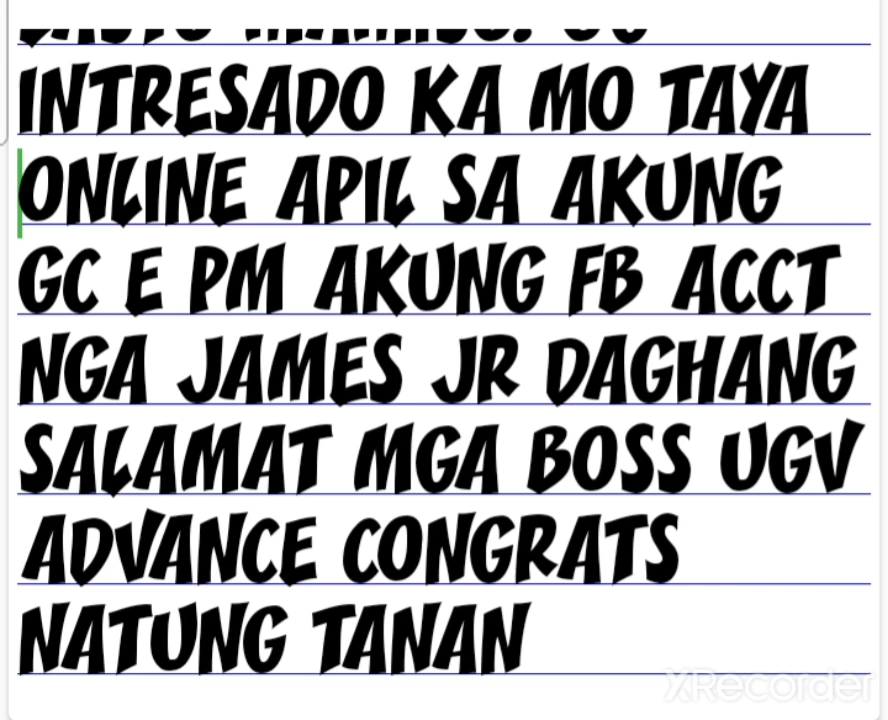 INTRESADO KA MO TAYA
ONLINE APIL SA AKUNG
GC E PM AKUNG FB ACCT
NGA JAMES JR DAGHANG
SALAMAT MGA BOSS UGV
ADVANCE CONGRATS
NATUNG TANAN
XRecorder